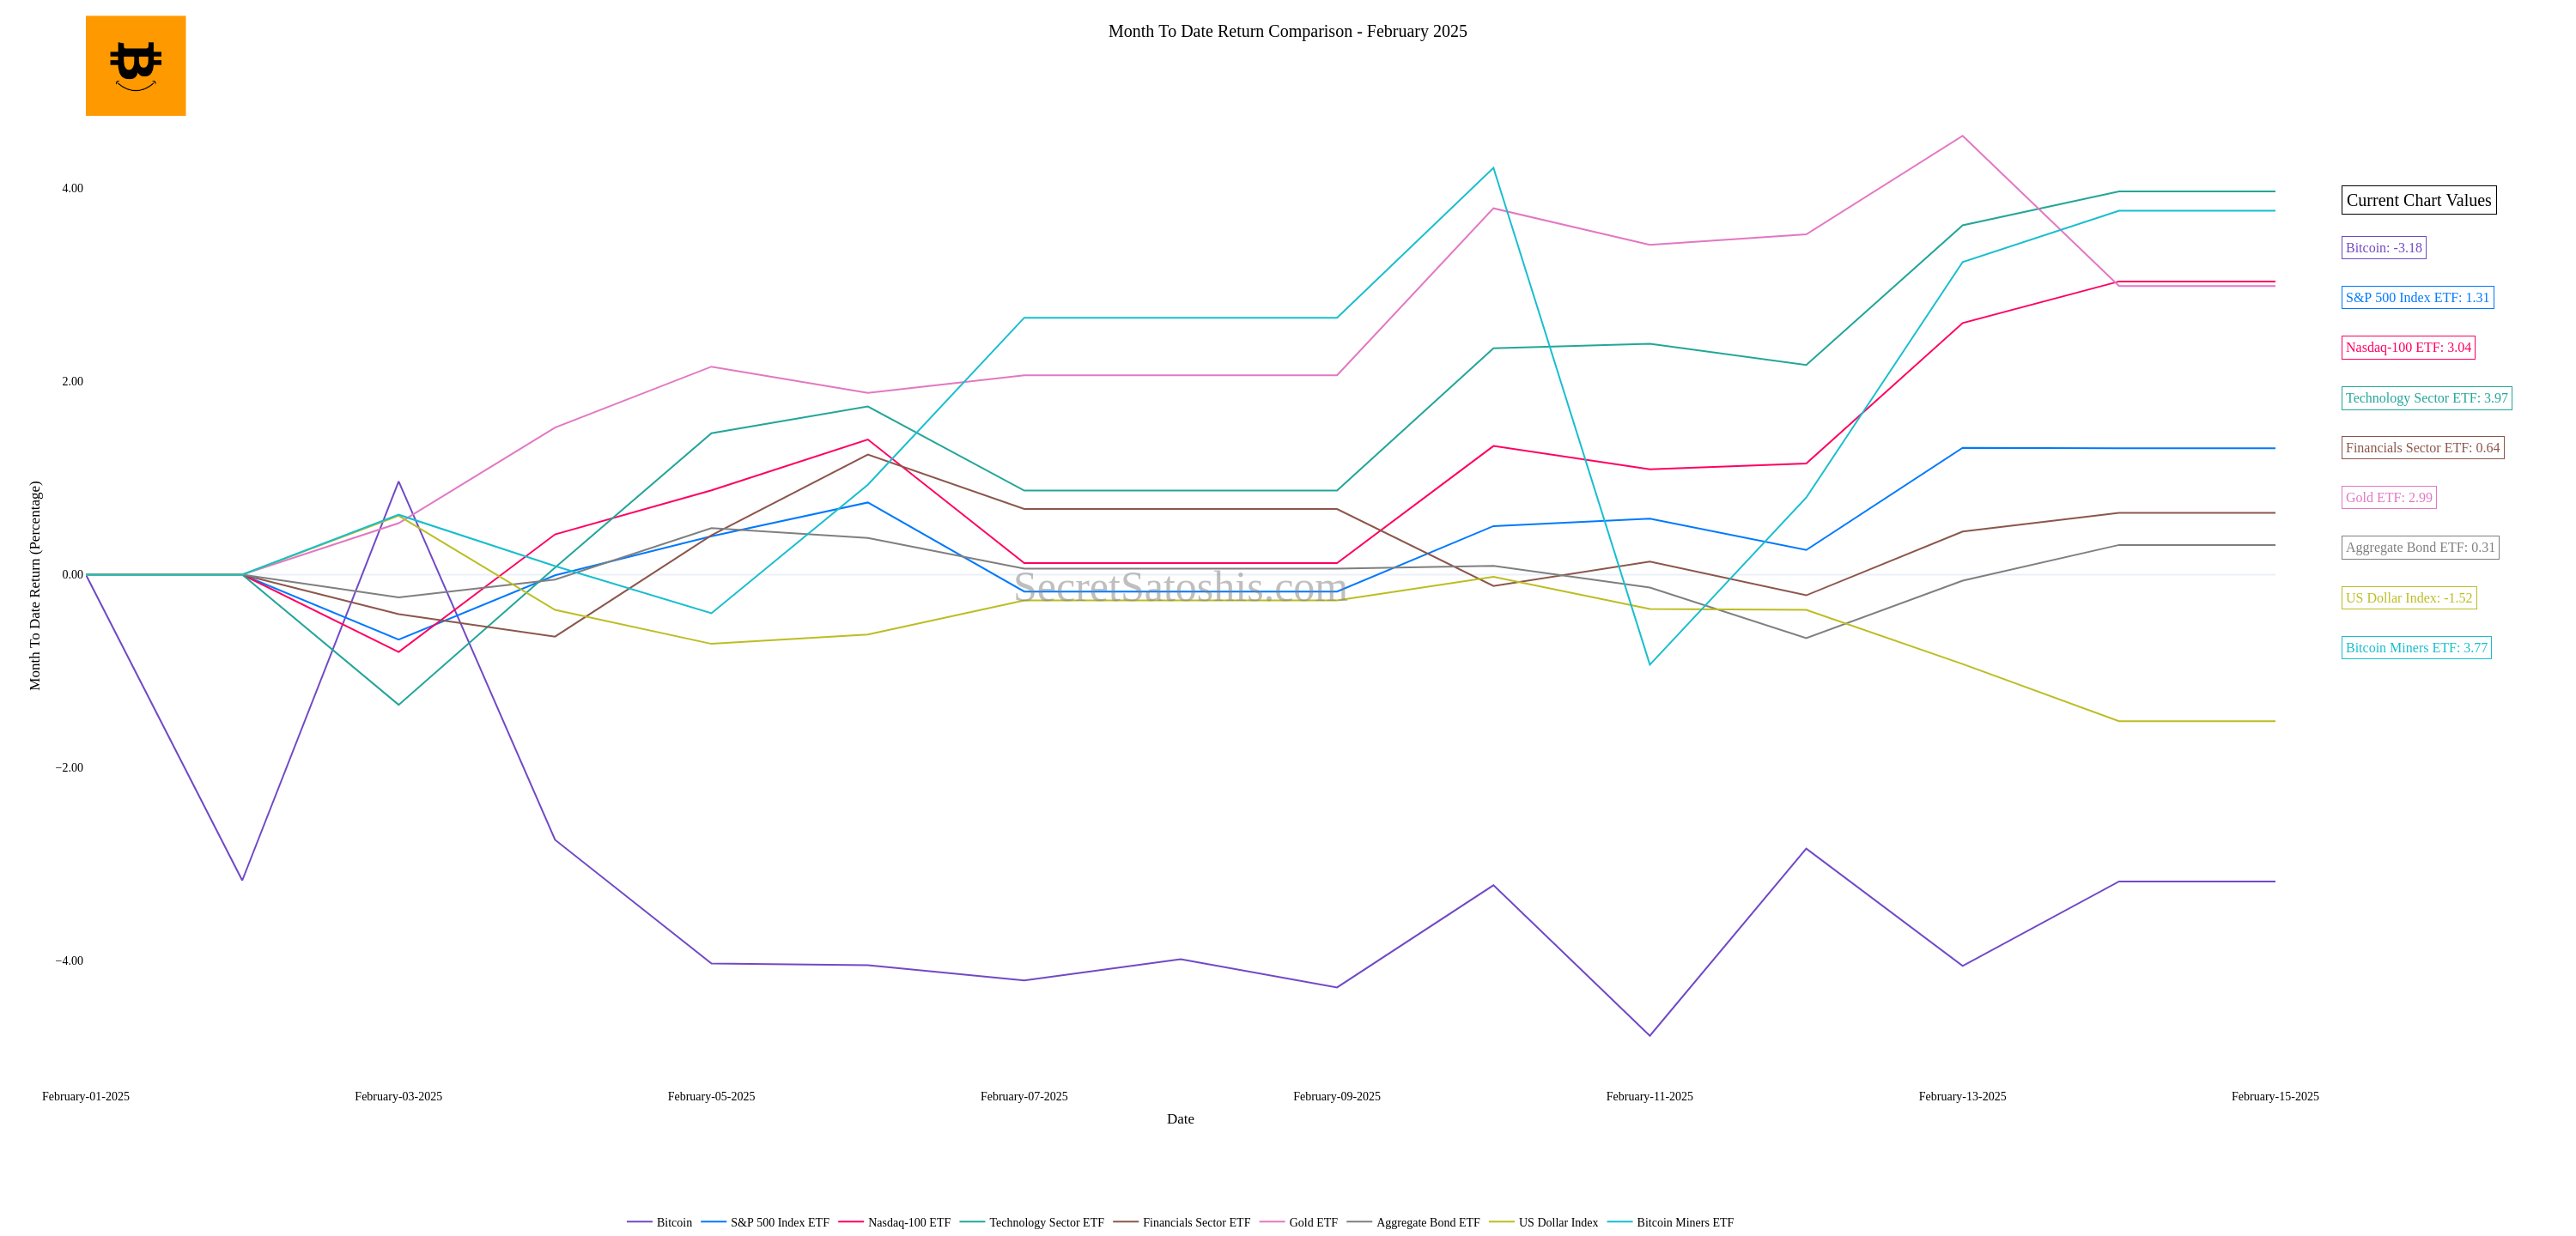 Month To Date Return Comparison - February 2025
4.00
2.00
0.00
−2.00
−4.00
Month To Date Return (Percentage)
SecretSatoshis.com
February-01-2025
February-03-2025
February-05-2025
February-07-2025
February-09-2025
February-11-2025
February-13-2025
February-15-2025
Date
Current Chart Values
Bitcoin: -3.18
S&P 500 Index ETF: 1.31
Nasdaq-100 ETF: 3.04
Technology Sector ETF: 3.97
Financials Sector ETF: 0.64
Gold ETF: 2.99
Aggregate Bond ETF: 0.31
US Dollar Index: -1.52
Bitcoin Miners ETF: 3.77
Bitcoin
S&P 500 Index ETF
Nasdaq-100 ETF
Technology Sector ETF
Financials Sector ETF
Gold ETF
Aggregate Bond ETF
US Dollar Index
Bitcoin Miners ETF